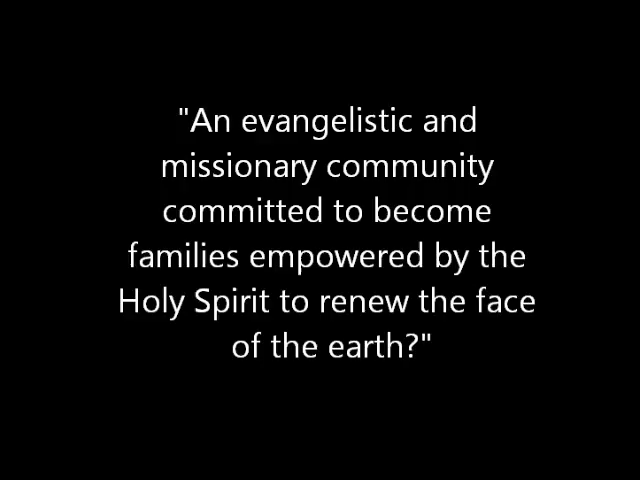 "An evangelistic and
missionary community
committed to become
families empowered by the
Holy Spirit to renew the face
of the earth?"